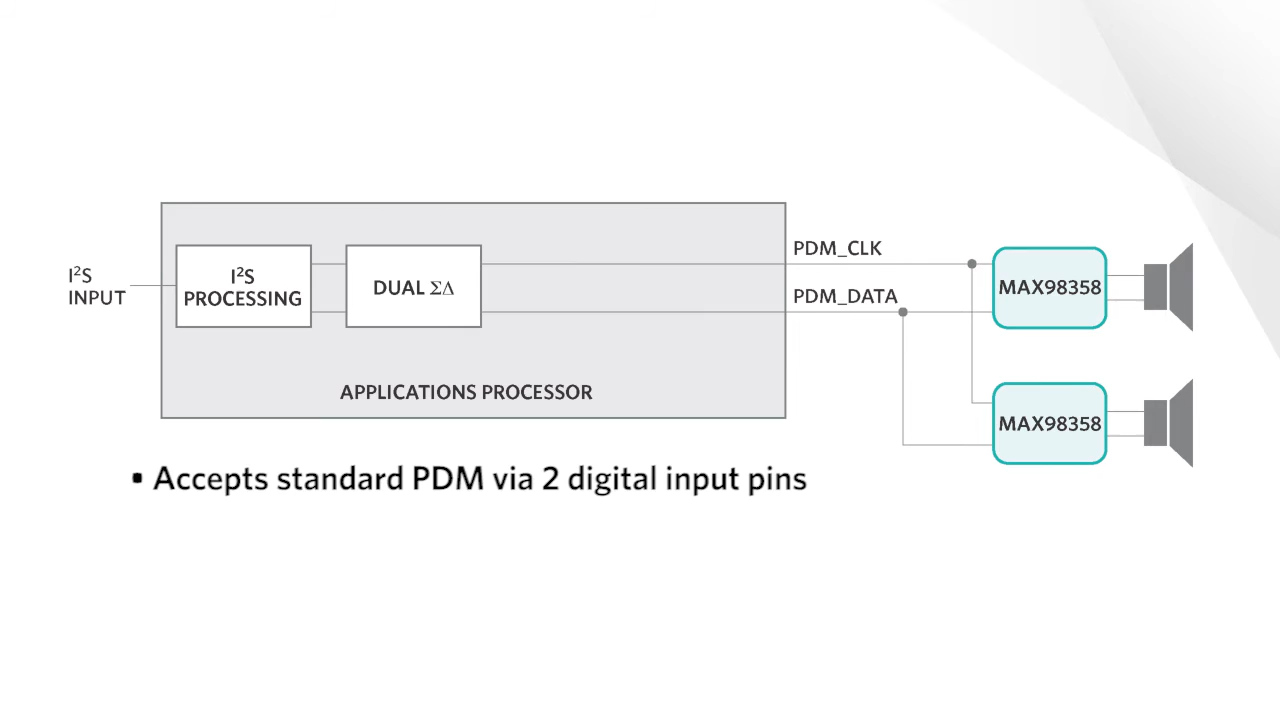 I²S
INPUT
I²S
PROCESSING
DUAL ΣΔ
APPLICATIONS PROCESSOR
PDM_CLK
PDM_DATA
MAX98358
MAX98358
▪ Accepts standard PDM via 2 digital input pins